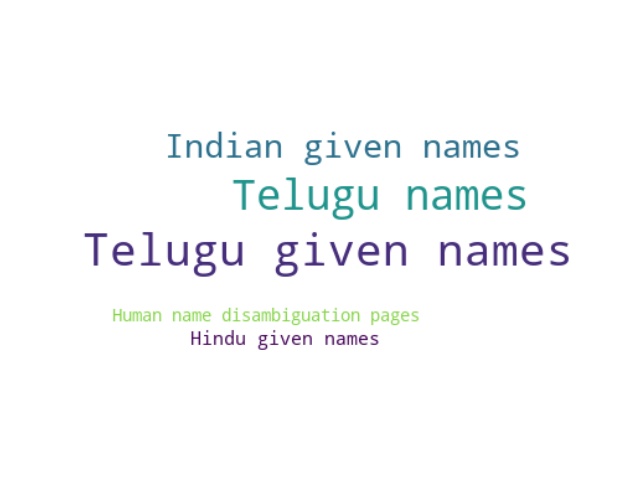 Indian given names
Telugu names
Telugu given names
Human name disambiguation pages
Hindu given names